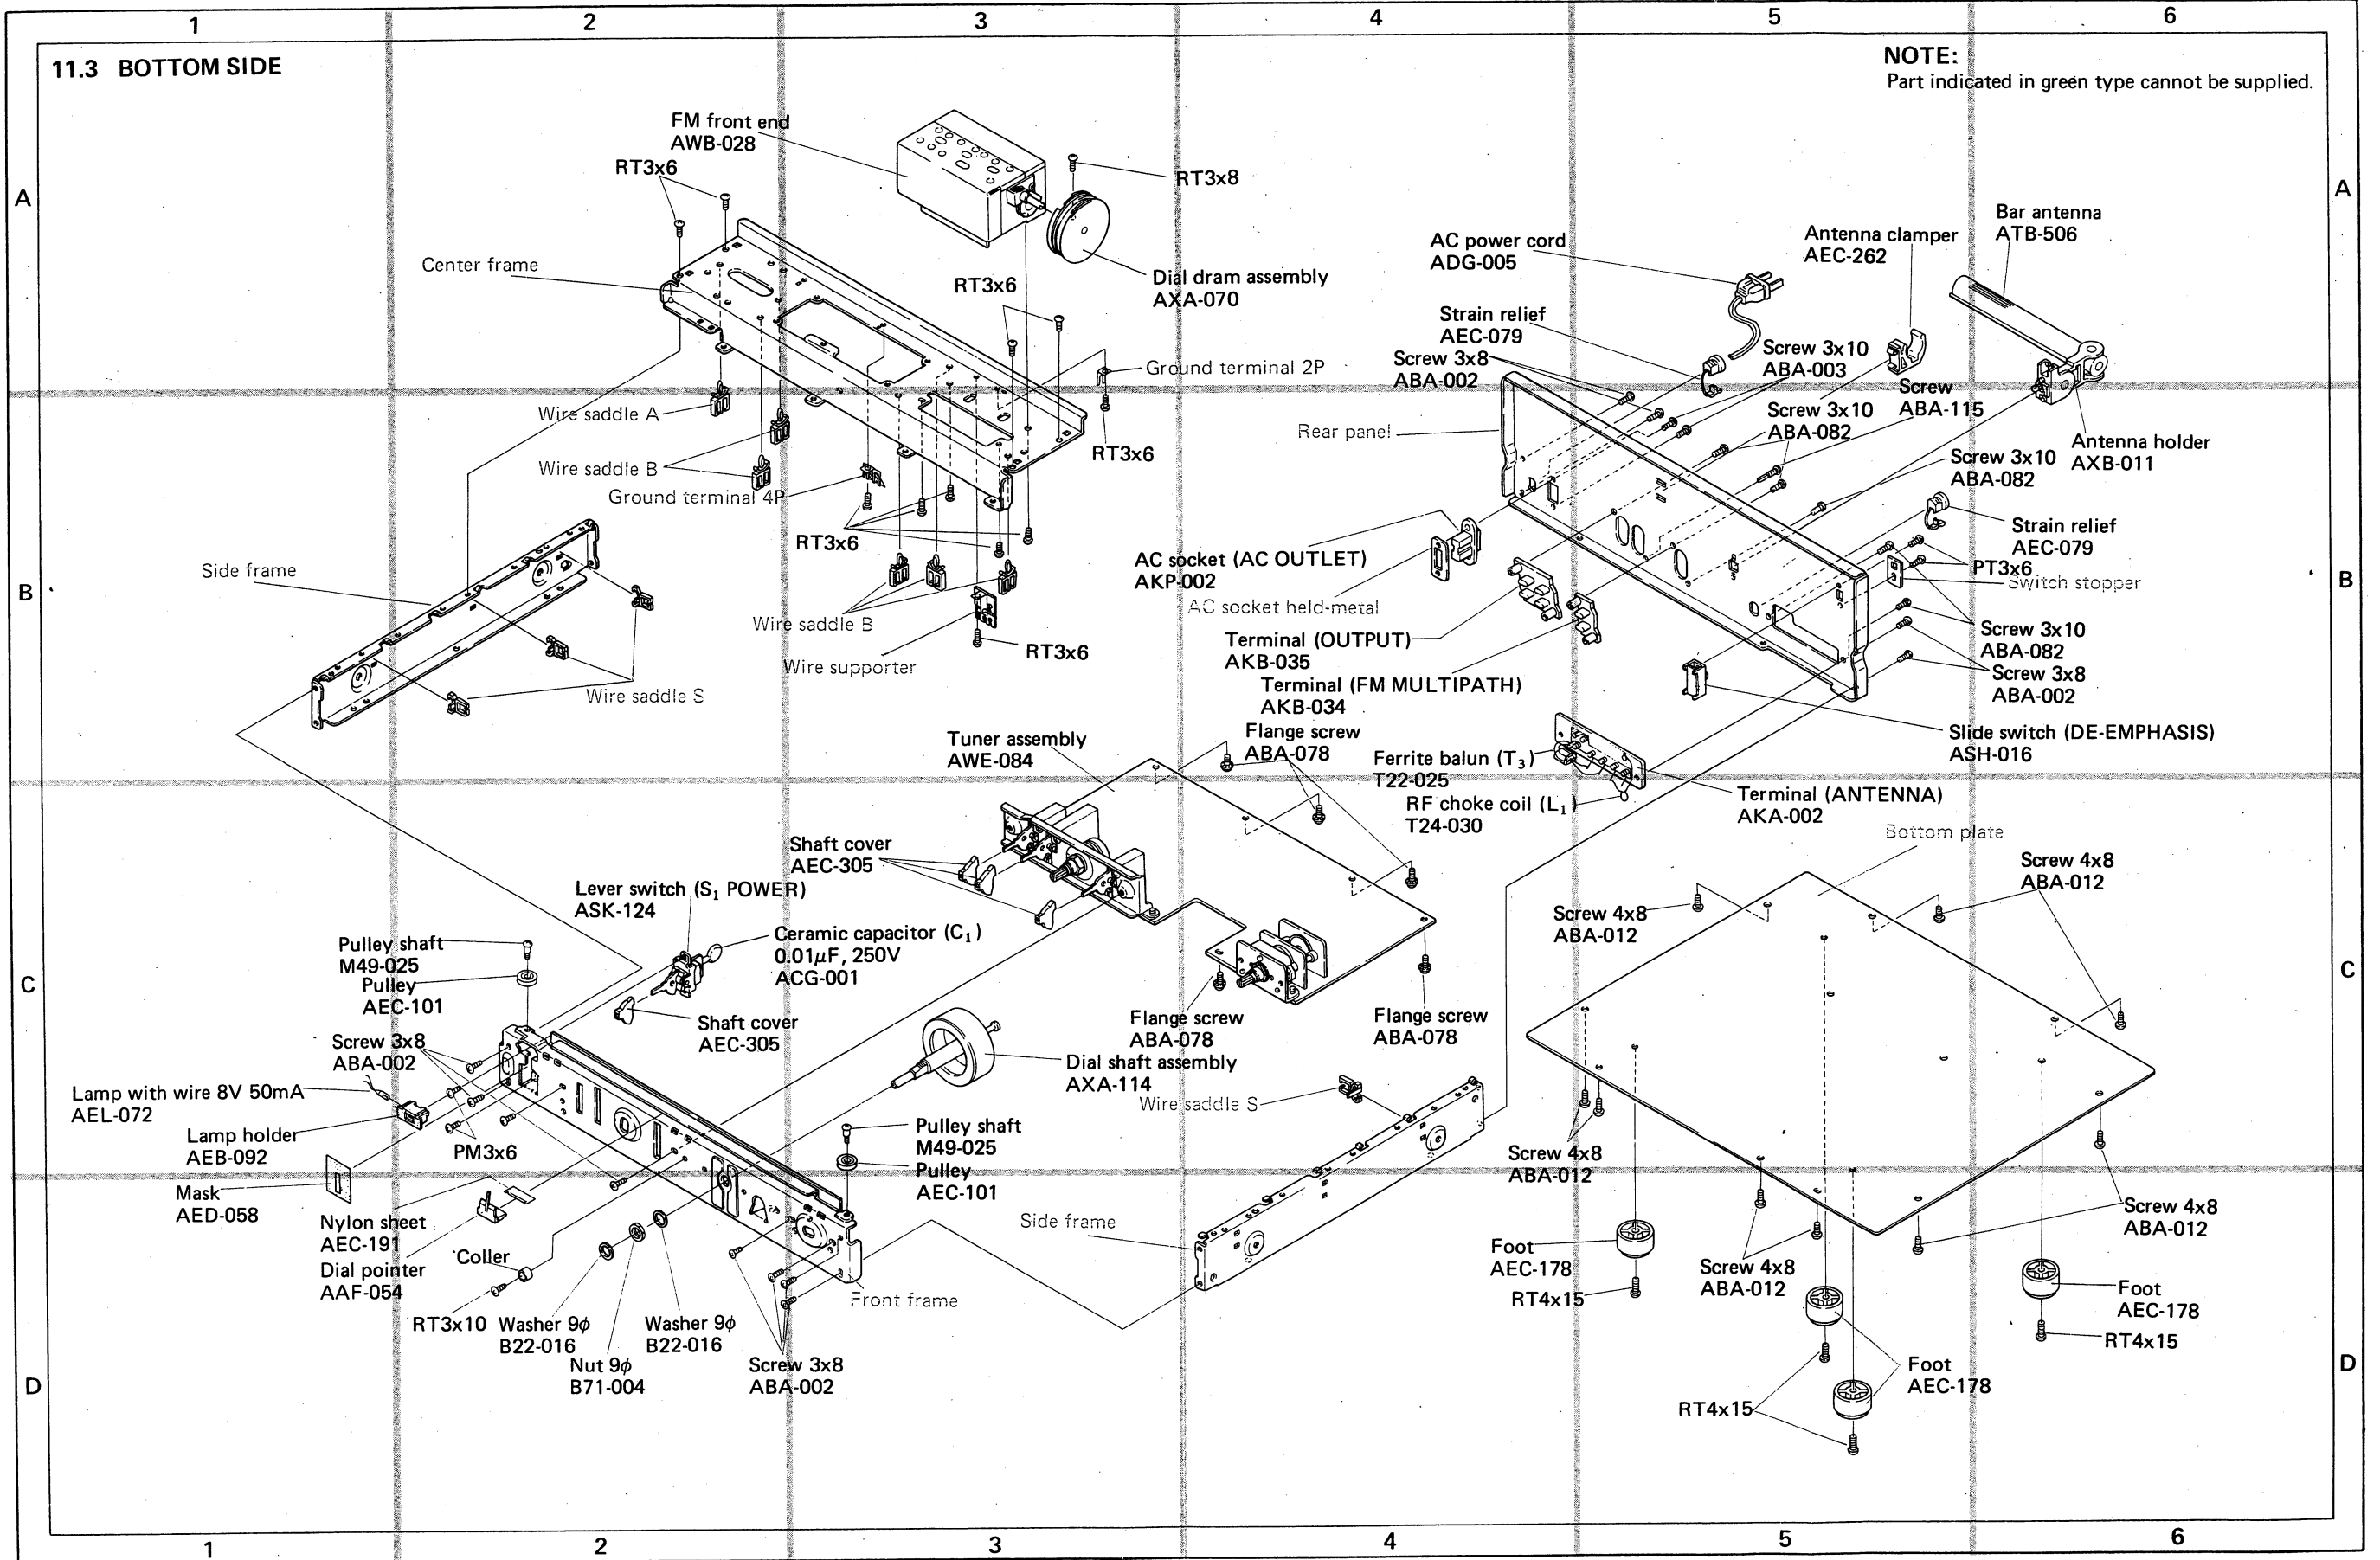 1 2 3 4 5 6
11.3 BOTTOM SIDE
NOTE:
Part indicated in green type cannot be supplied.
A
A
FM front end
AWB-028
RT3x6
RT3x8
Center frame
Dial dram assembly
AXA-070
RT3x6
Ground terminal 2P
RT3x6
Wire saddle A
Wire saddle B
Ground terminal 4P
RT3x6
Wire saddle B
Wire supporter
RT3x6
Side frame
Wire saddle S
B
B
AC power cord
ADG-005
Antenna clamper
AEC-262
Bar antenna
ATB-506
Strain relief
AEC-079
Screw 3x8
ABA-002
Screw 3x10
ABA-003
Screw
ABA-115
Screw 3x10
ABA-082
Rear panel
Antenna holder
AXB-011
Screw 3x10
ABA-082
Strain relief
AEC-079
PT3x6
Switch stopper
AC socket (AC OUTLET)
AKP-002
AC socket held-metal
Terminal (OUTPUT)
AKB-035
Terminal (FM MULTIPATH)
AKB-034
Screw 3x10
ABA-082
Screw 3x8
ABA-002
Slide switch (DE-EMPHASIS)
ASH-016
Tuner assembly
AWE-084
Flange screw
ABA-078
Ferrite balun (T3)
T22-025
RF choke coil (L1)
T24-030
Terminal (ANTENNA)
AKA-002
Bottom plate
Screw 4x8
ABA-012
Screw 4x8
ABA-012
Shaft cover
AEC-305
Lever switch (S1 POWER)
ASK-124
Ceramic capacitor (C1)
0.01μF, 250V
ACG-001
Pulley shaft
M49-025
Pulley
AEC-101
C
C
Shaft cover
AEC-305
Flange screw
ABA-078
Flange screw
ABA-078
Screw 3x8
ABA-002
Dial shaft assembly
AXA-114
Lamp with wire 8V 50mA
AEL-072
Wire saddle S
Lamp holder
AEB-092
PM3x6
Pulley shaft
M49-025
Pulley
AEC-101
Screw 4x8
ABA-012
Mask
AED-058
Nylon sheet
AEC-191
Dial pointer
AAF-054
Coller
Side frame
Front frame
RT3x10
Washer 9φ
B22-016
Washer 9φ
B22-016
Nut 9φ
B71-004
Screw 3x8
ABA-002
Foot
AEC-178
RT4x15
Screw 4x8
ABA-012
Screw 4x8
ABA-012
Foot
AEC-178
RT4x15
Foot
AEC-178
RT4x15
D
D
1 2 3 4 5 6